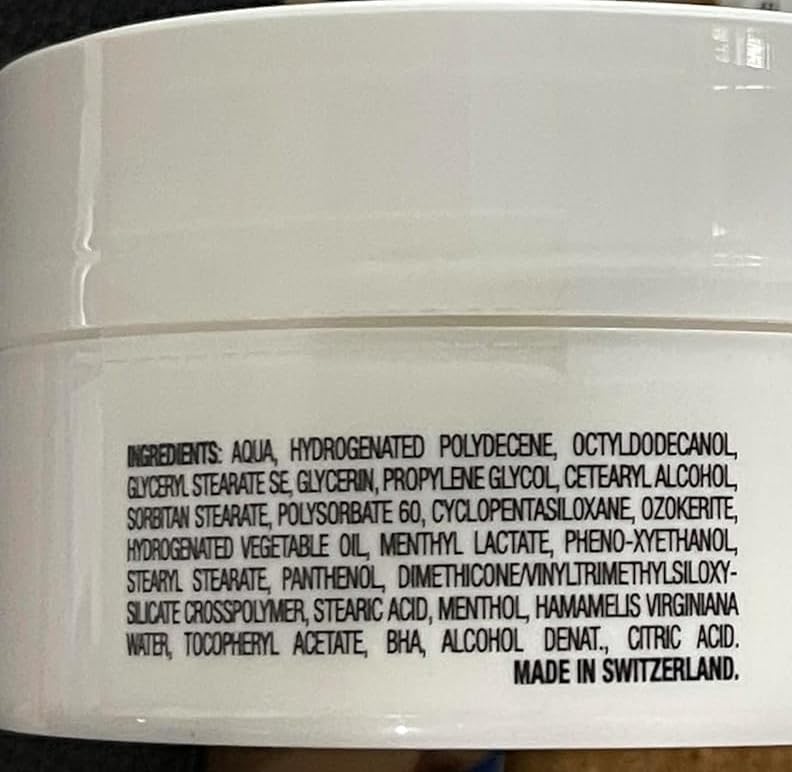 INGREDIENTS: AQUA, HYDROGENATED POLYDECENE, OCTYLDODECANOL,
GLYCERYL STEARATE SE, GLYCERIN, PROPYLENE GLYCOL, CETEARYL ALCOHOL,
SORBITAN STEARATE, POLYSORBATE 60, CYCLOPENTASILOXANE, OZOKERITE,
HYDROGENATED VEGETABLE OIL, MENTHYL LACTATE, PHENO-XYETHANOL,
STEARYL STEARATE, PANTHENOL, DIMETHICONE/VINYLTRIMETHYLSILOXY-
SILICATE CROSSPOLYMER, STEARIC ACID, MENTHOL, HAMAMELIS VIRGINIANA
WATER, TOCOPHERYL ACETATE, BHA, ALCOHOL DENAT., CITRIC ACID.
MADE IN SWITZERLAND.